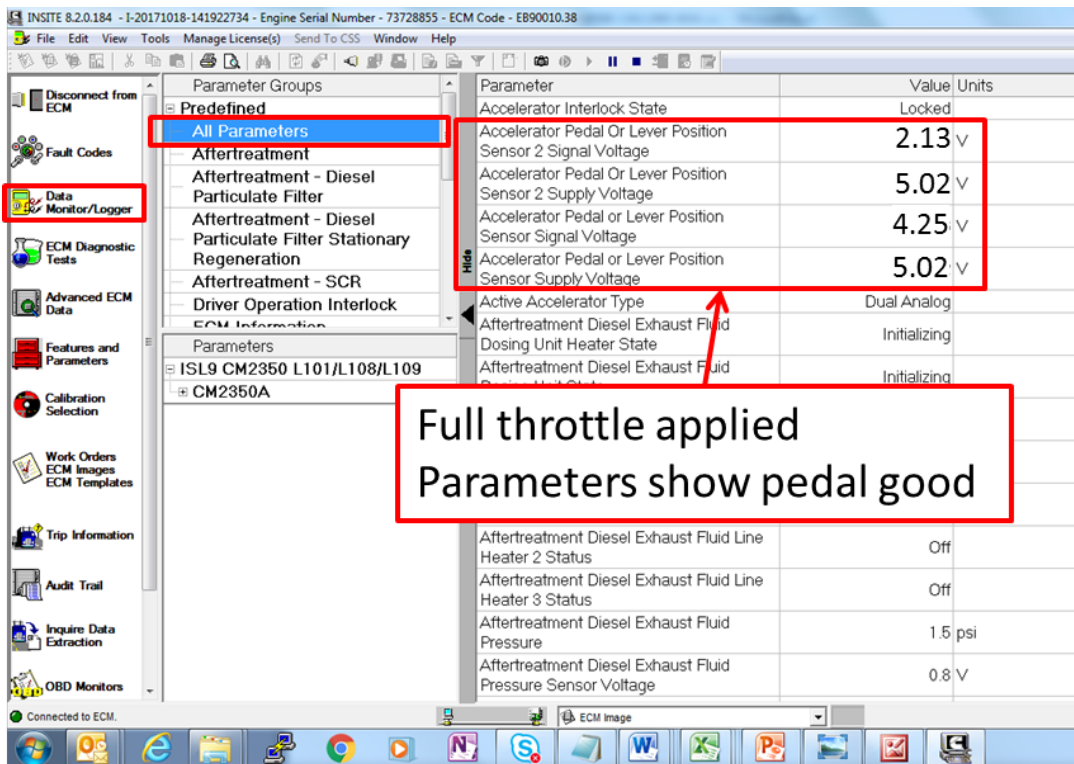 INSITE 8.2.0.184 - I-20171018-141922734 - Engine Serial Number - 73728855 - ECM Code - EB90010.38
File Edit View Tools Manage License(s) Send To CSS Window Help
Disconnect from
ECM
Fault Codes
Data
Monitor/Logger
ECM Diagnostic
Tests
Advanced ECM
Data
Features and
Parameters
Calibration
Selection
Work Orders
ECM Images
ECM Templates
Trip Information
Audit Trail
Inquire Data
Extraction
OBD Monitors
Parameter Groups
Predefined
All Parameters
Aftertreatment
Aftertreatment - Diesel
Particulate Filter
Aftertreatment - Diesel
Particulate Filter Stationary
Regeneration
Aftertreatment - SCR
Driver Operation Interlock
ECM Information
Parameters
ISL9 CM2350 L101/L108/L109
CM2350A
Hide
Parameter Value Units
Accelerator Interlock State Locked
Accelerator Pedal Or Lever Position
Sensor 2 Signal Voltage 2.13 V
Accelerator Pedal Or Lever Position
Sensor 2 Supply Voltage 5.02 V
Accelerator Pedal or Lever Position
Sensor Signal Voltage 4.25 V
Accelerator Pedal or Lever Position
Sensor Supply Voltage 5.02 V
Active Accelerator Type Dual Analog
Aftertreatment Diesel Exhaust Fluid
Dosing Unit Heater State Initializing
Aftertreatment Diesel Exhaust Fluid
Dosing Unit State Initializing
Full throttle applied
Parameters show pedal good
Aftertreatment Diesel Exhaust Fluid Line
Heater 2 Status Off
Aftertreatment Diesel Exhaust Fluid Line
Heater 3 Status Off
Aftertreatment Diesel Exhaust Fluid
Pressure 1.5 psi
Aftertreatment Diesel Exhaust Fluid
Pressure Sensor Voltage 0.8 V
Connected to ECM.
ECM Image